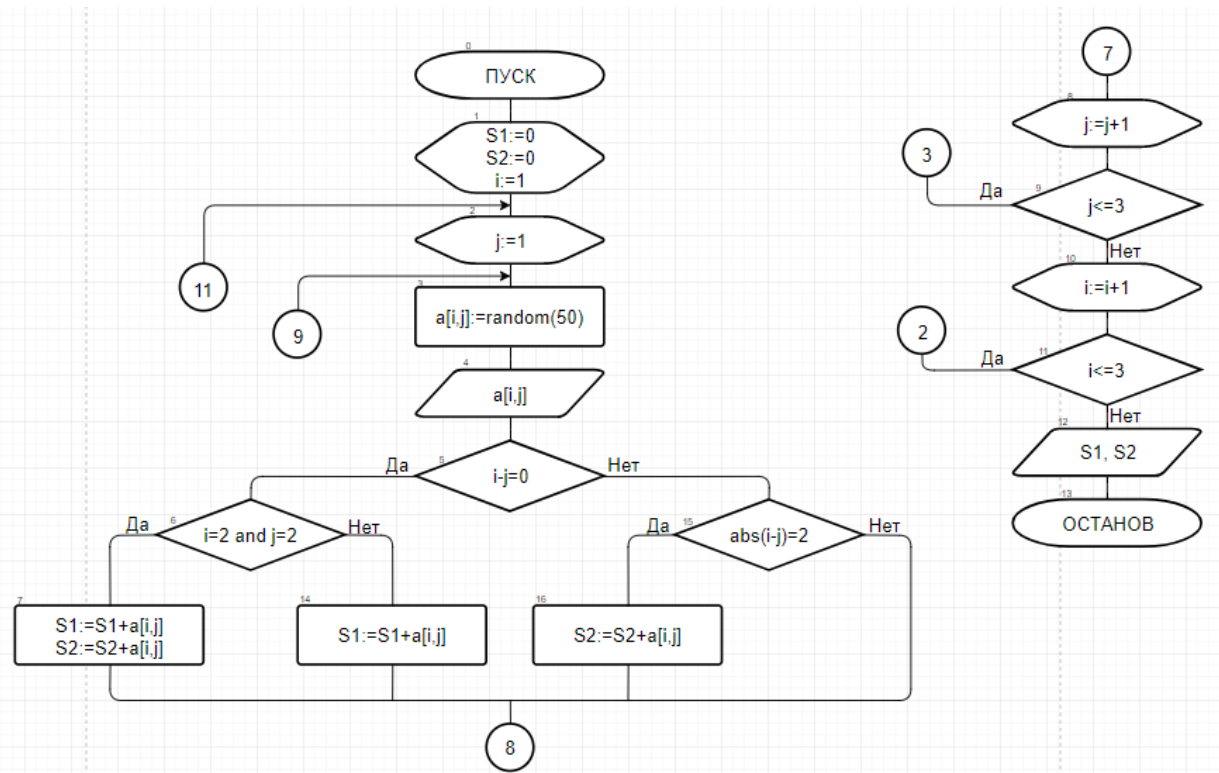 0
ПУСК
1
S1:=0
S2:=0
i:=1
2
j:=1
11
9
3
a[i,j]:=random(50)
4
a[i,j]
5
i-j=0
Да
Нет
6
i=2 and j=2
Да
Нет
15
abs(i-j)=2
Да
Нет
7
S1:=S1+a[i,j]
S2:=S2+a[i,j]
14
S1:=S1+a[i,j]
16
S2:=S2+a[i,j]
8
7
8
j:=j+1
3
Да
9
j<=3
Нет
10
i:=i+1
2
Да
11
i<=3
Нет
12
S1, S2
13
ОСТАНОВ